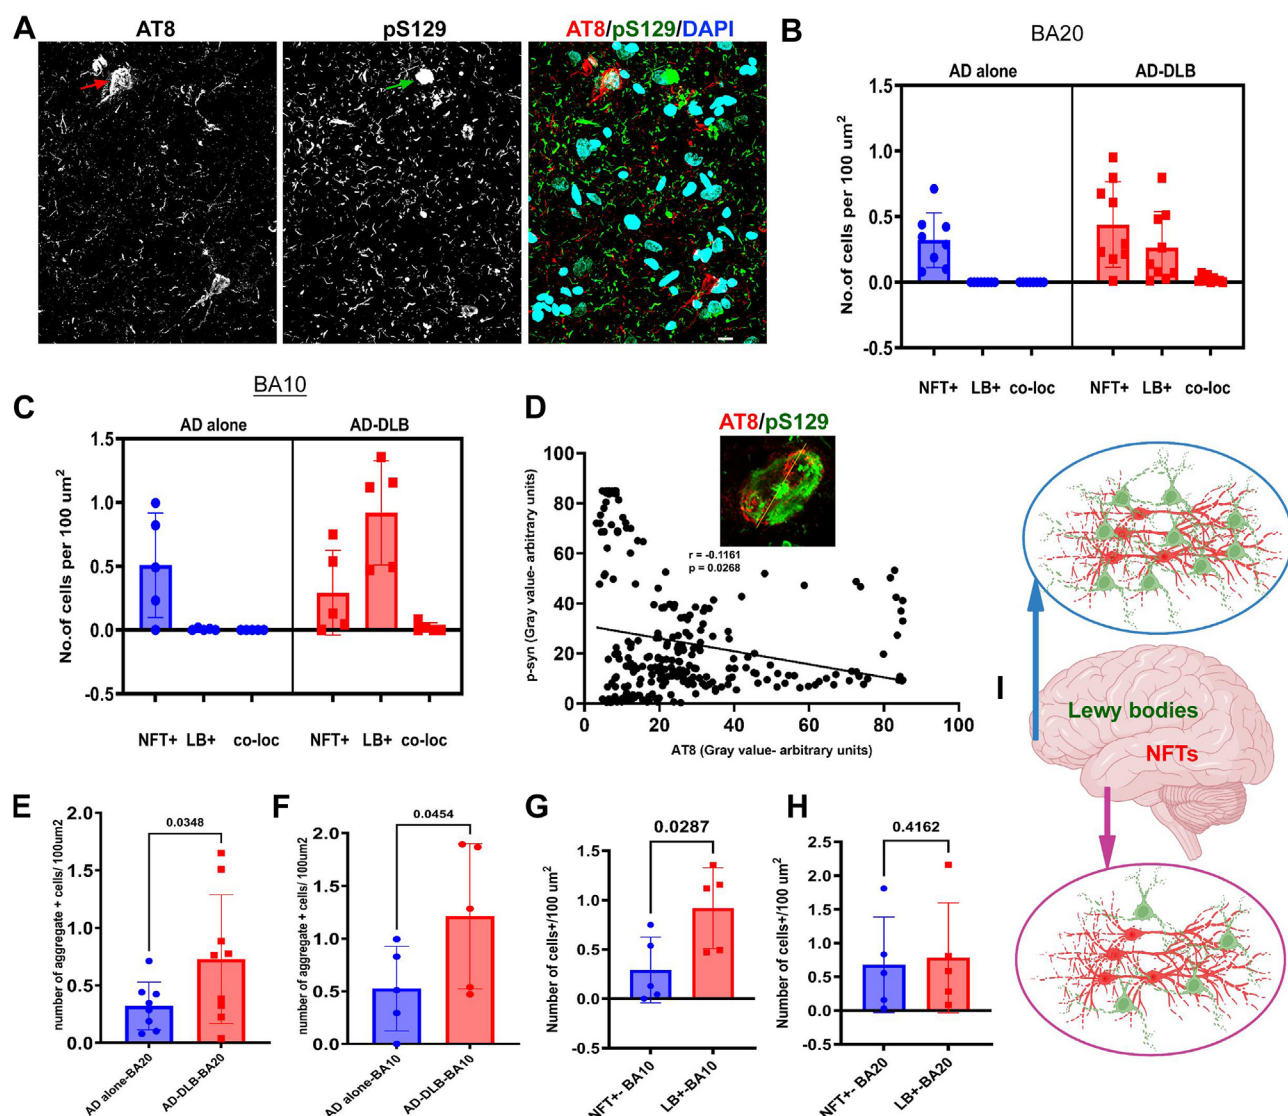 A
AT8
pS129
AT8/pS129/DAPI
B
BA20
AD alone
AD-DLB
No.of cells per 100 um²
1.5
1.0
0.5
0.0
-0.5
NFT+ LB+ co-loc NFT+ LB+ co-loc
C
BA10
AD alone
AD-DLB
No.of cells per 100 um²
1.5
1.0
0.5
0.0
-0.5
NFT+ LB+ co-loc NFT+ LB+ co-loc
D
AT8/pS129
r = -0.1161
p = 0.0268
p-syn (Gray value- arbitrary units)
100
80
60
40
20
0
0 20 40 60 80 100
AT8 (Gray value- arbitrary units)
I
Lewy bodies
NFTs
E
0.0348
number of aggregate + cells/ 100um2
2.0
1.5
1.0
0.5
0.0
AD alone-BA20
AD-DLB-BA20
F
0.0454
number of aggregate + cells/ 100um2
2.0
1.5
1.0
0.5
0.0
AD alone-BA10
AD-DLB-BA10
G
0.0287
Number of cells+/100 um²
1.5
1.0
0.5
0.0
-0.5
NFT+- BA10
LB+-BA10
H
0.4162
Number of cells+/100 um²
2.5
2.0
1.5
1.0
0.5
0.0
-0.5
NFT+- BA20
LB+-BA20